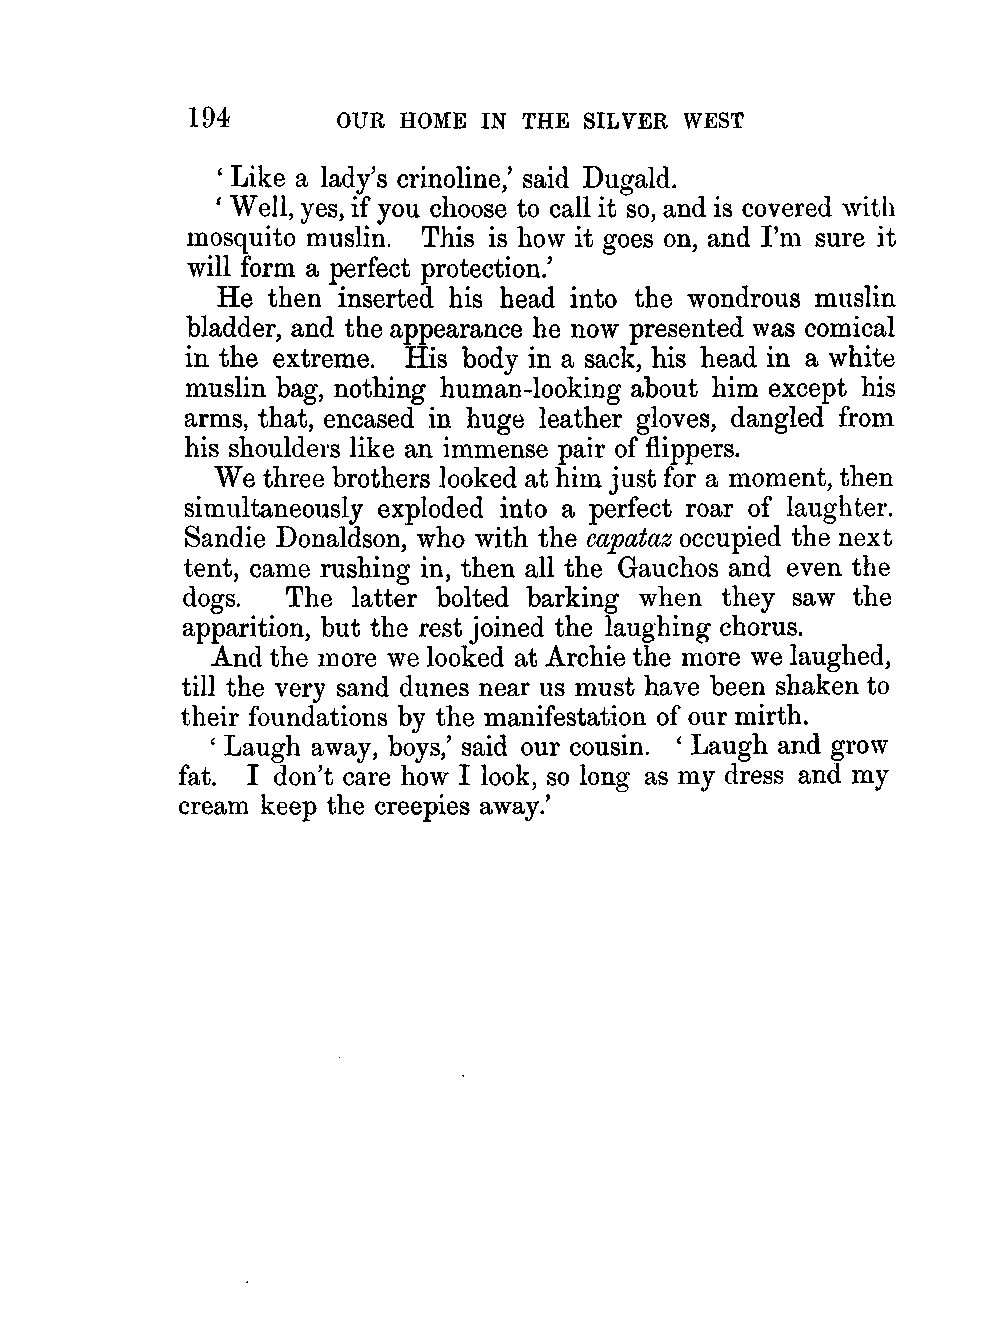 194 OUR HOME IN THE SILVER WEST
‘ Like a lady’s crinoline,’ said Dugald.
‘ Well, yes, if you choose to call it so, and is covered with
mosquito muslin. This is how it goes on, and I’m sure it
will form a perfect protection.’
He then inserted his head into the wondrous muslin
bladder, and the appearance he now presented was comical
in the extreme. His body in a sack, his head in a white
muslin bag, nothing human-looking about him except his
arms, that, encased in huge leather gloves, dangled from
his shoulders like an immense pair of flippers.
We three brothers looked at him just for a moment, then
simultaneously exploded into a perfect roar of laughter.
Sandie Donaldson, who with the capataz occupied the next
tent, came rushing in, then all the Gauchos and even the
dogs. The latter bolted barking when they saw the
apparition, but the rest joined the laughing chorus.
And the more we looked at Archie the more we laughed,
till the very sand dunes near us must have been shaken to
their foundations by the manifestation of our mirth.
‘ Laugh away, boys,’ said our cousin. ‘ Laugh and grow
fat. I don’t care how I look, so long as my dress and my
cream keep the creepies away.’